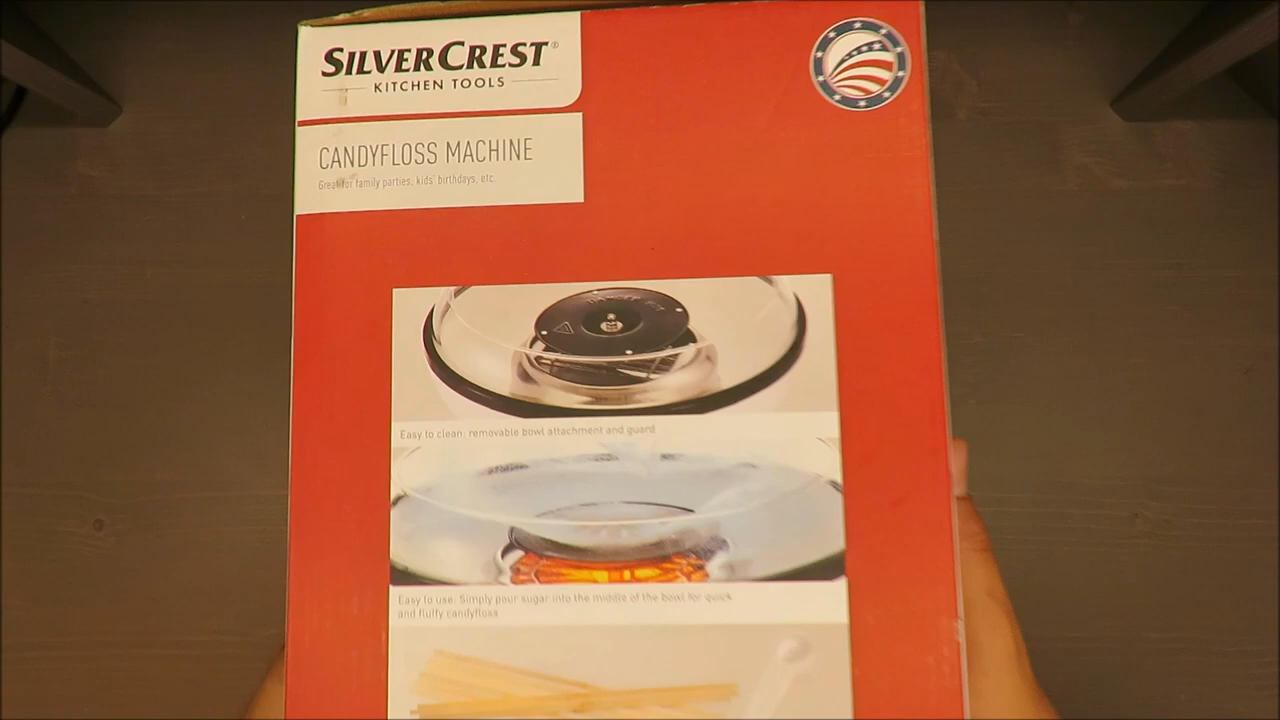 SILVERCREST®
KITCHEN TOOLS
CANDYFLOSS MACHINE
Great for family parties, kids' birthdays, etc.
Easy to clean: removable bowl attachment and guard
Easy to use: Simply pour sugar into the middle of the bowl for quick
and fluffy candyfloss